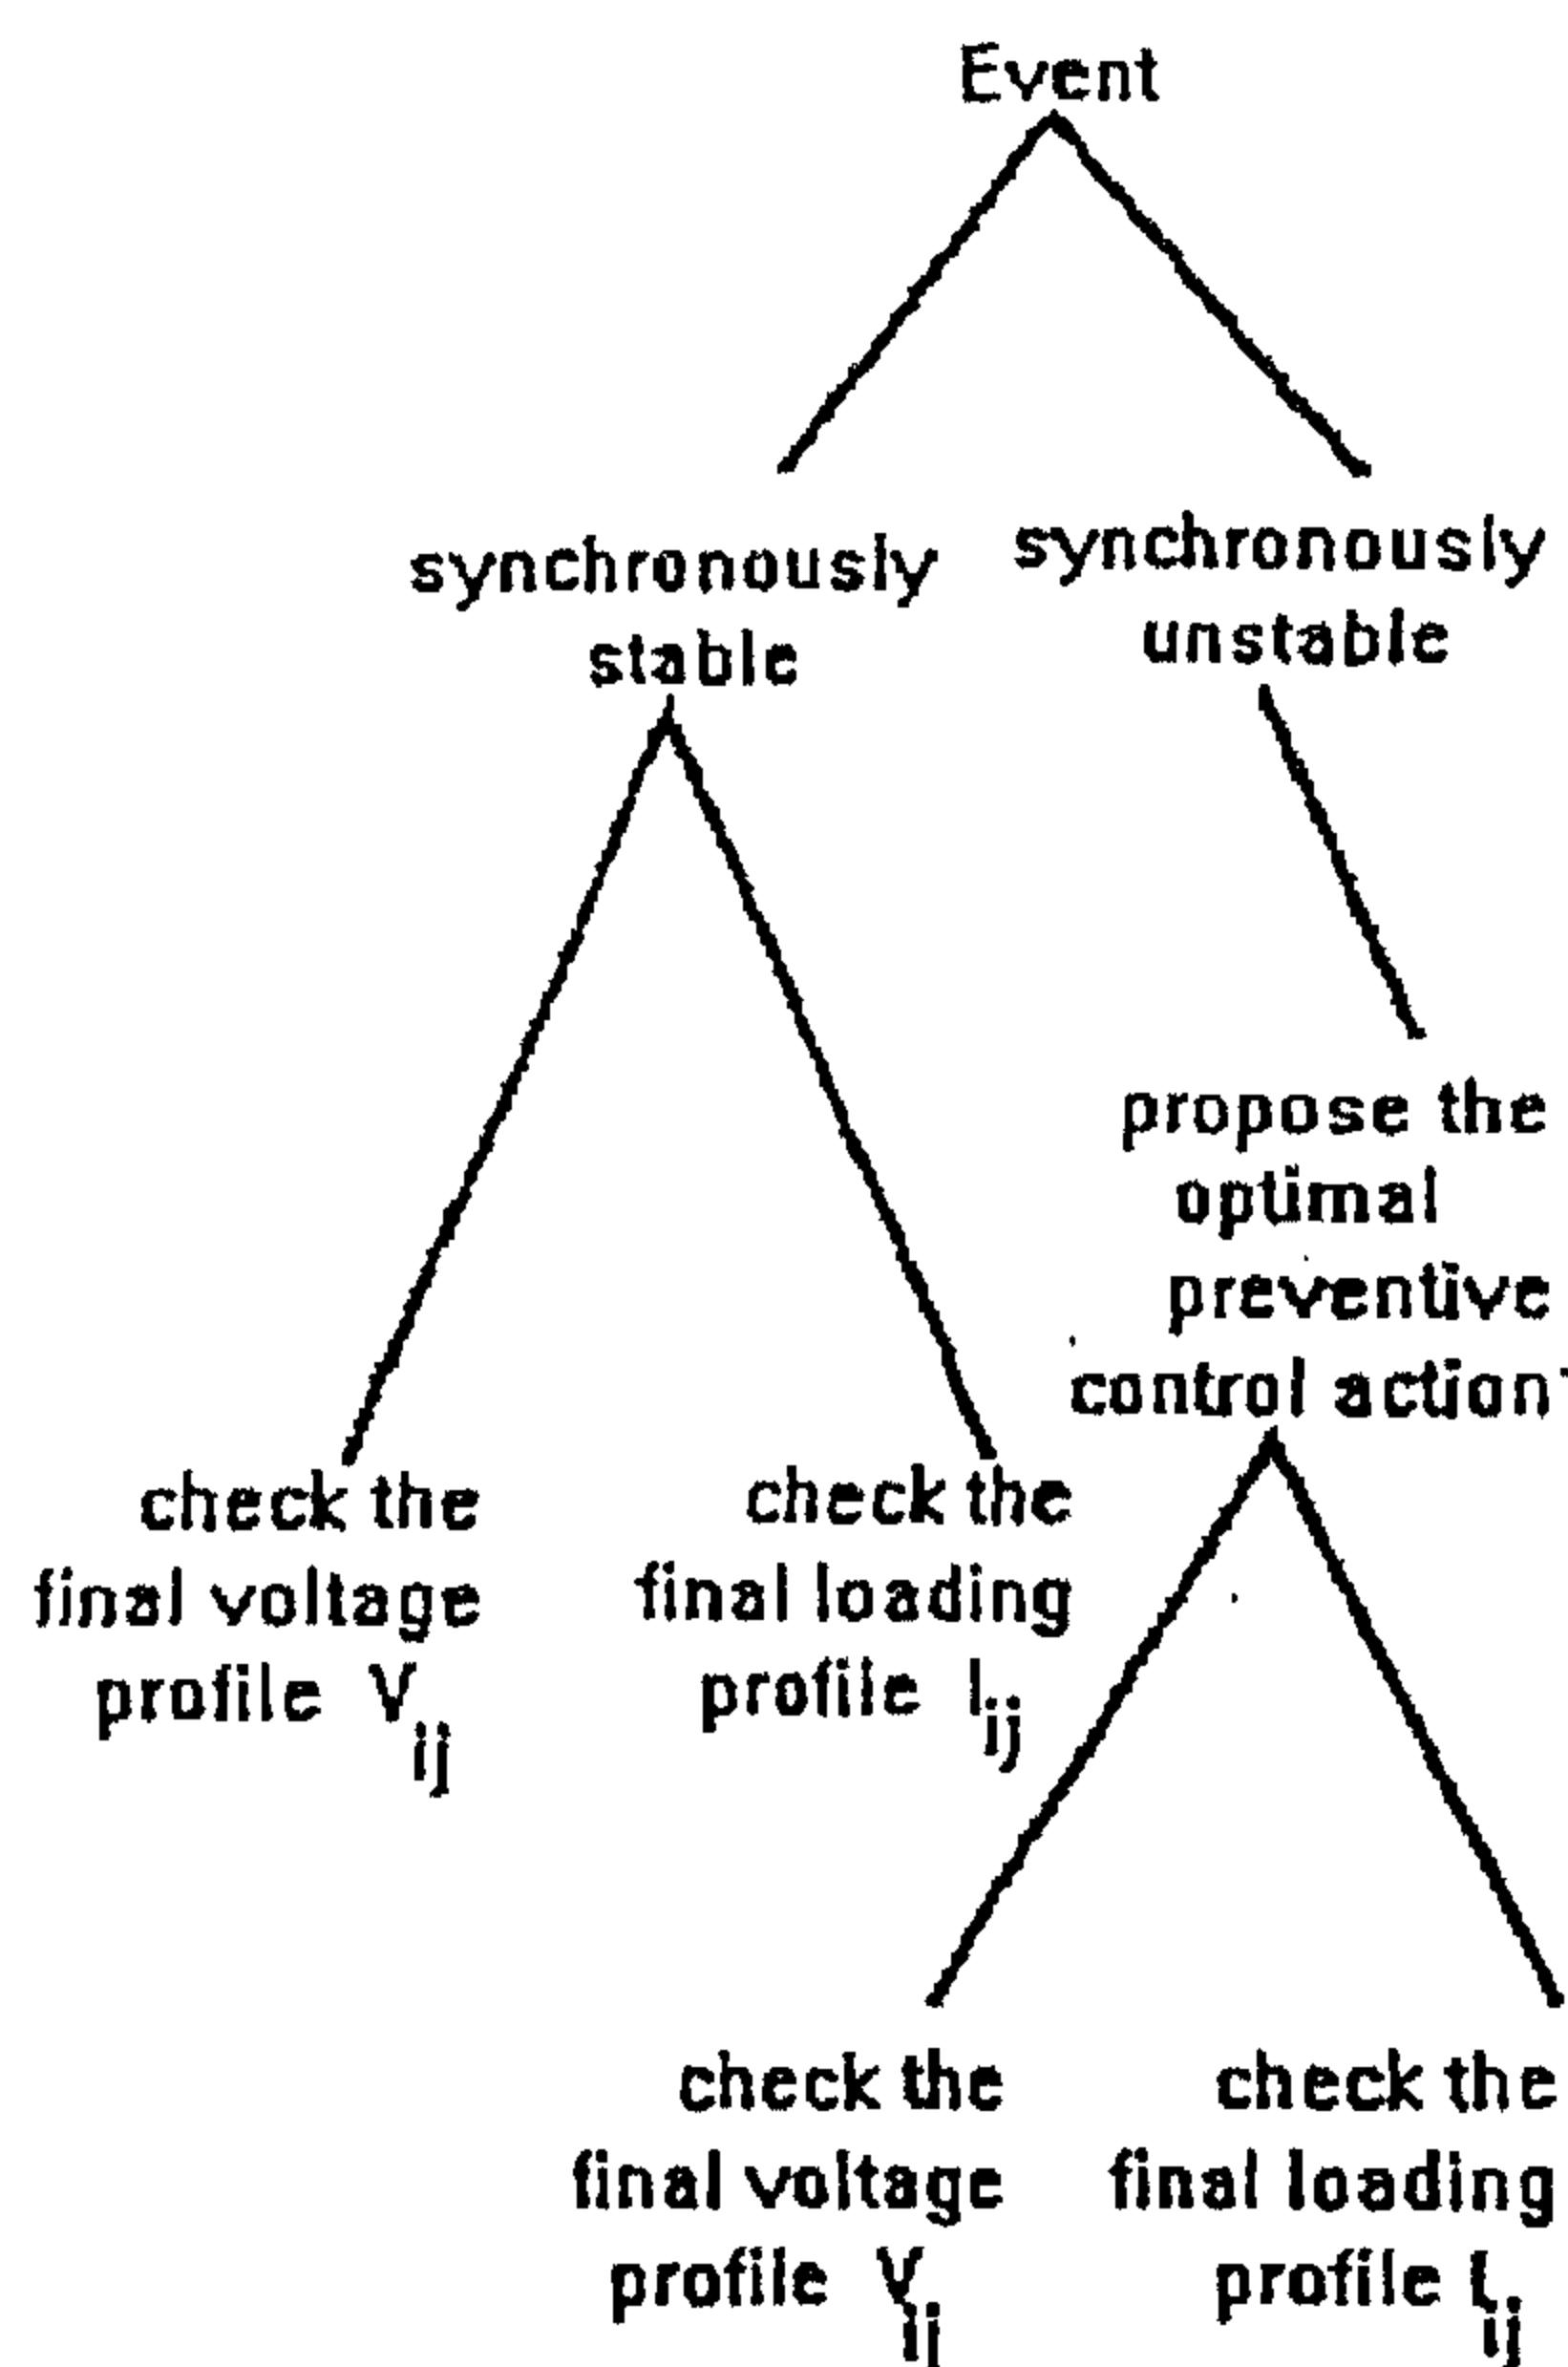 Event
synchronously
stable
synchronously
unstable
propose the
optimal
preventive
control action
check the
final voltage
profile V
ij
check the
final loading
profile I
ij
check the
final voltage
profile V
ij
check the
final loading
profile I
ij